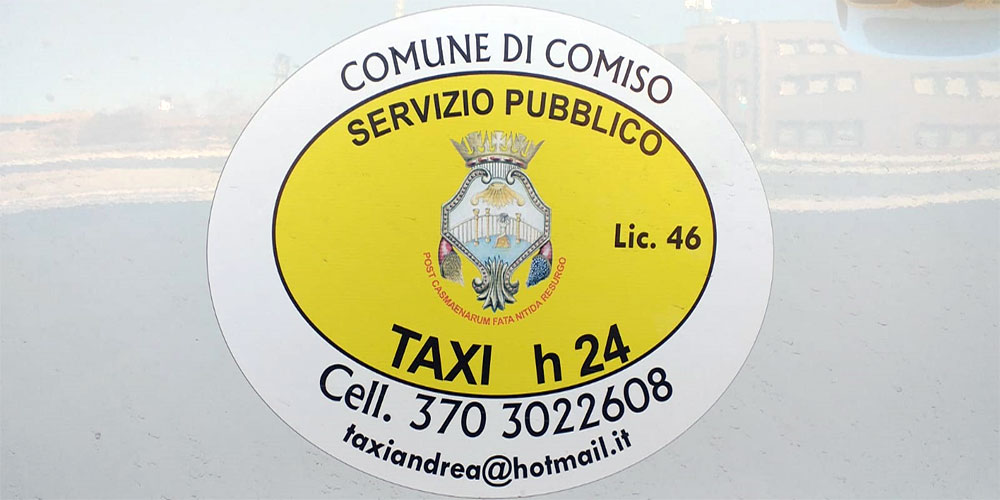 COMUNE DI COMISO
SERVIZIO PUBBLICO
Lic. 46
POST CASMAENARUM FATA NITIDA RESURGO
TAXI h 24
Cell. 370 3022608
taxiandrea@hotmail.it